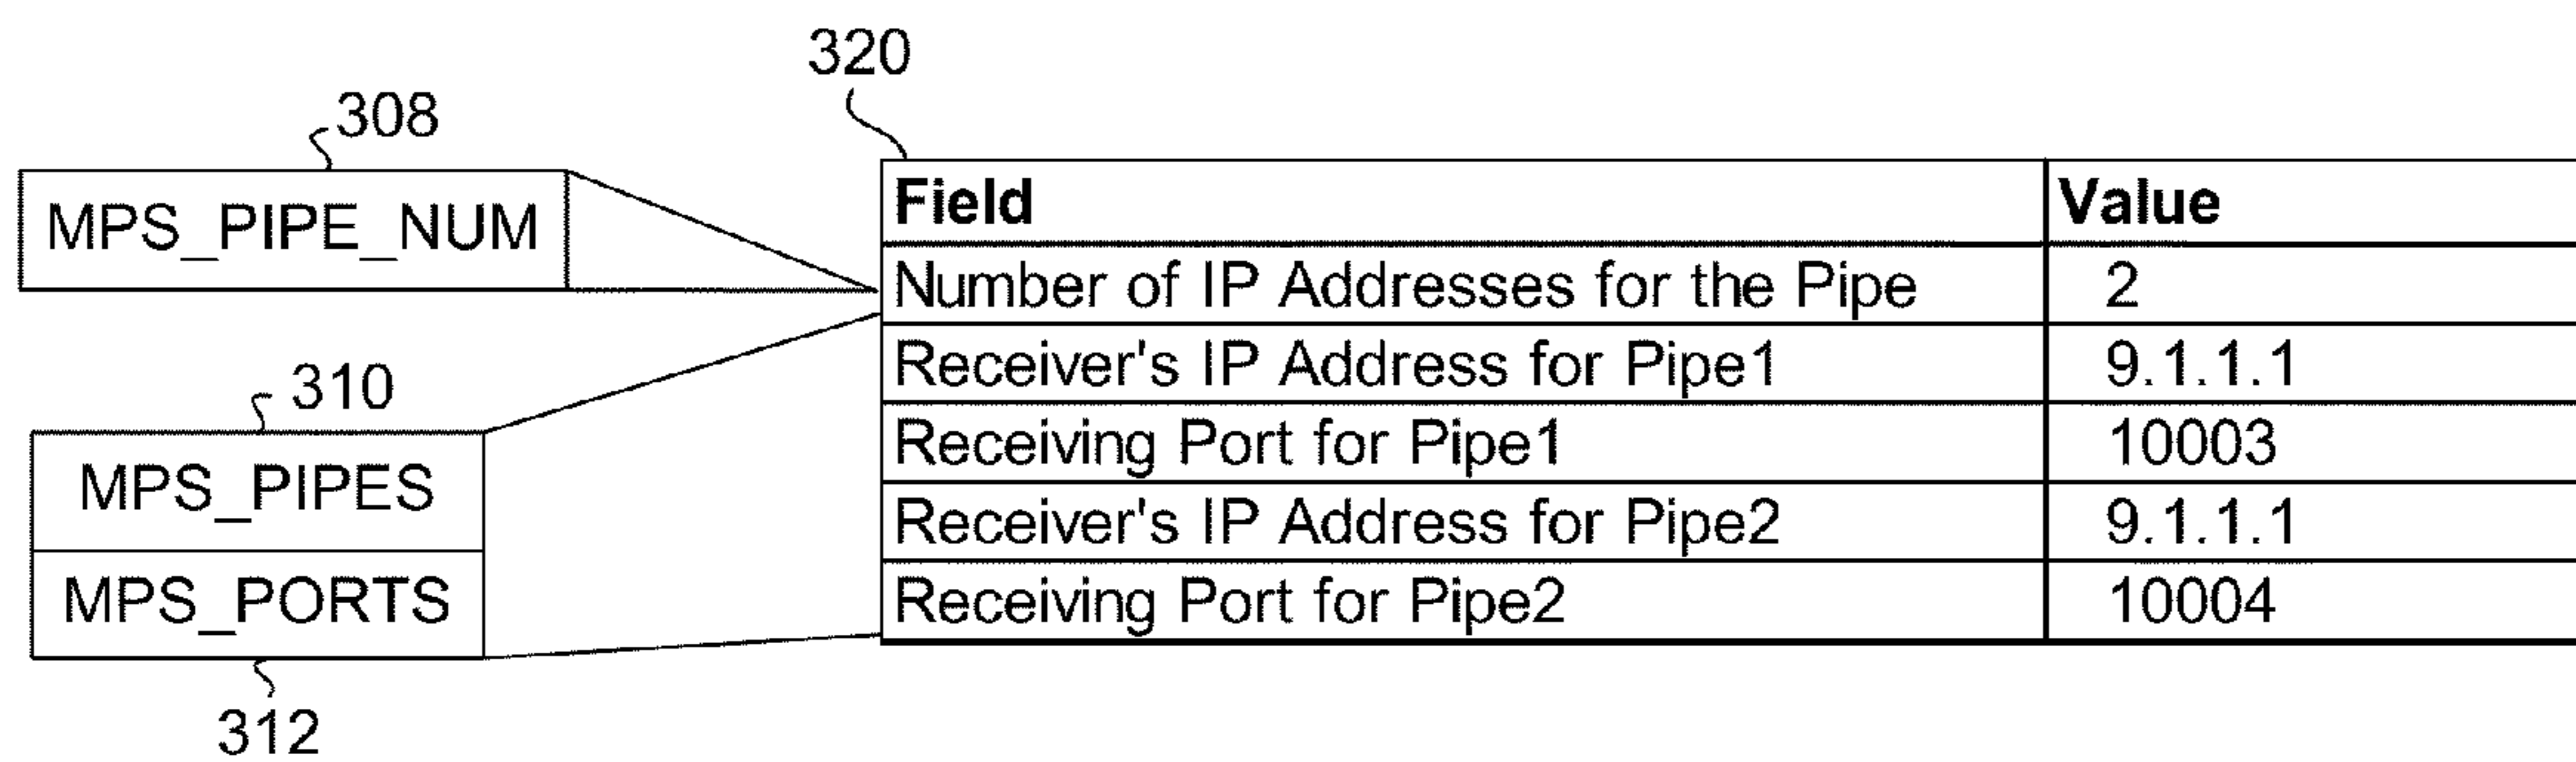 320
308
MPS_PIPE_NUM
Field Value
Number of IP Addresses for the Pipe 2
Receiver's IP Address for Pipe1 9.1.1.1
Receiving Port for Pipe1 10003
Receiver's IP Address for Pipe2 9.1.1.1
Receiving Port for Pipe2 10004
310
MPS_PIPES
MPS_PORTS
312